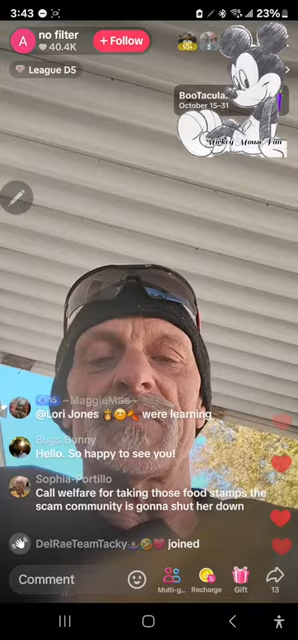 3:43
23%
A
no filter
40.4K
+ Follow
10+
5
League D5
BooTacula
October 15–31
Mickey Mouse Fan
~MaggieMae~
@Lori Jones were learning
Bugs Bunny
Hello. So happy to see you!
Sophia-Portillo
Call welfare for taking those food stamps the
scam community is gonna shut her down
DelRaeTeamTacky joined
Comment
Multi-g...
Recharge
Gift
13